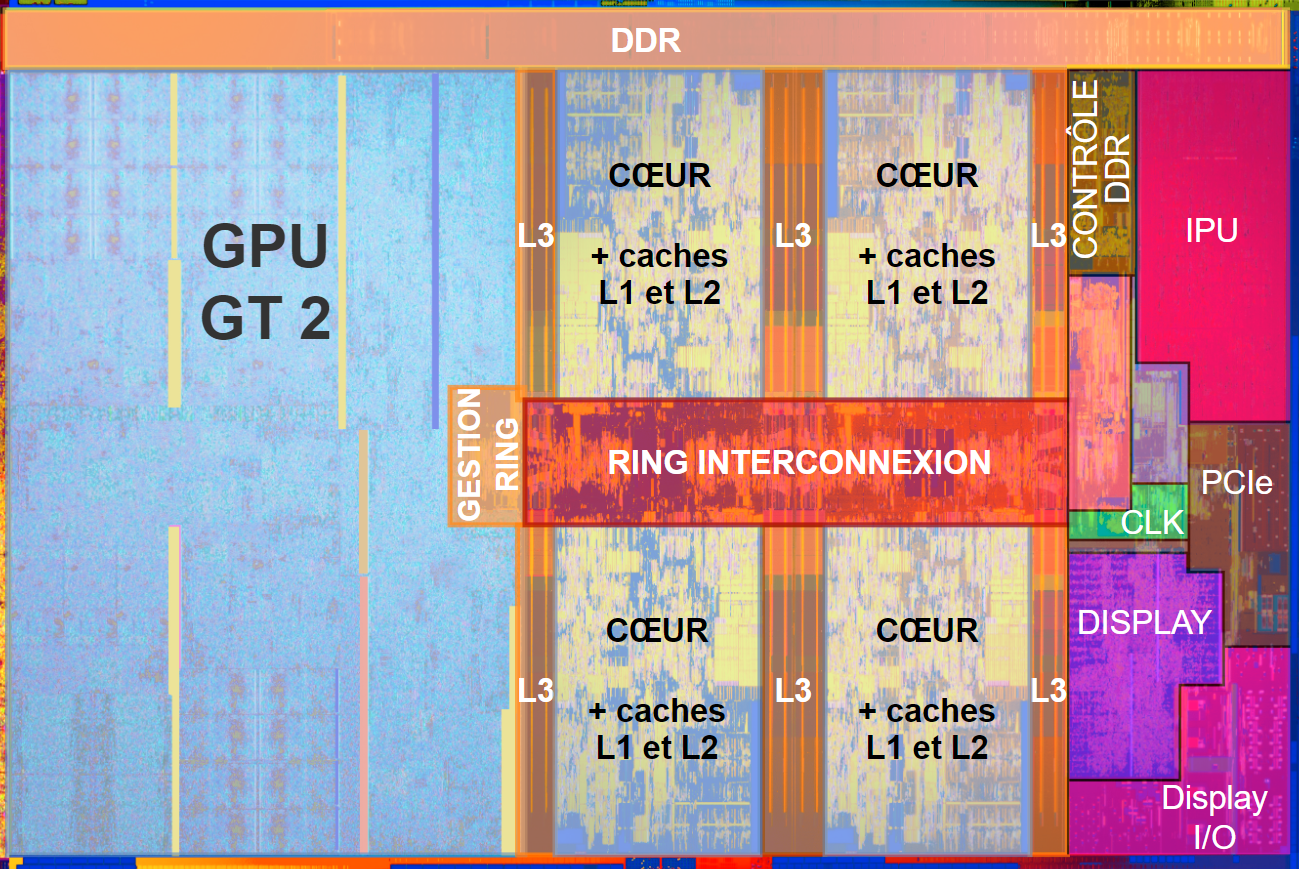 DDR
GPU
GT 2
L3
CŒUR
+ caches
L1 et L2
L3
CŒUR
+ caches
L1 et L2
L3
CONTRÔLE
DDR
IPU
GESTION
RING
RING INTERCONNEXION
PCIe
CLK
L3
CŒUR
+ caches
L1 et L2
L3
CŒUR
+ caches
L1 et L2
L3
DISPLAY
Display
I/O